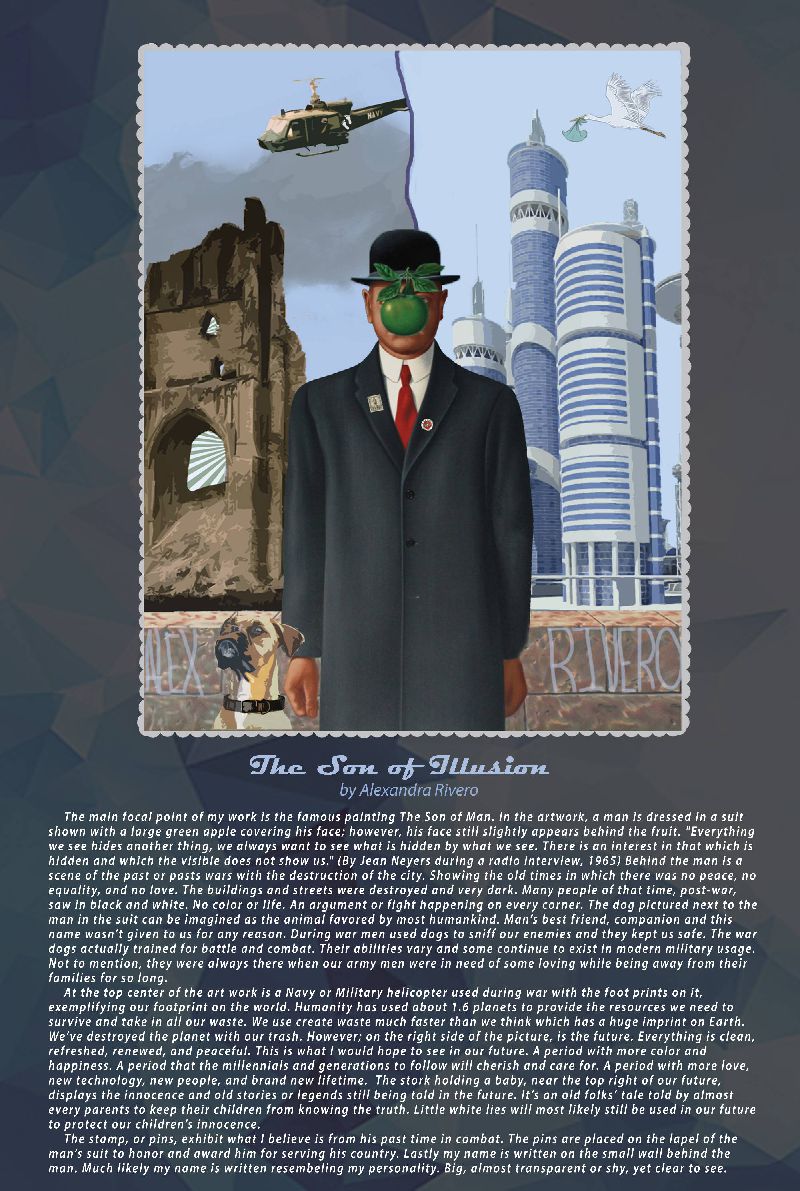 NAVY
ALEX
RIVERO
The Son of Illusion
by Alexandra Rivero
The main focal point of my work is the famous painting The Son of Man. In the artwork, a man is dressed in a suit
shown with a large green apple covering his face; however, his face still slightly appears behind the fruit. "Everything
we see hides another thing, we always want to see what is hidden by what we see. There is an interest in that which is
hidden and which the visible does not show us." (By Jean Neyers during a radio interview, 1965) Behind the man is a
scene of the past or pasts wars with the destruction of the city. Showing the old times in which there was no peace, no
equality, and no love. The buildings and streets were destroyed and very dark. Many people of that time, post-war,
saw in black and white. No color or life. An argument or fight happening on every corner. The dog pictured next to the
man in the suit can be imagined as the animal favored by most humankind. Man's best friend, companion and this
name wasn't given to us for any reason. During war men used dogs to sniff our enemies and they kept us safe. The war
dogs actually trained for battle and combat. Their abilities vary and some continue to exist in modern military usage.
Not to mention, they were always there when our army men were in need of some loving while being away from their
families for so long.
At the top center of the art work is a Navy or Military helicopter used during war with the foot prints on it,
exemplifying our footprint on the world. Humanity has used about 1.6 planets to provide the resources we need to
survive and take in all our waste. We use create waste much faster than we think which has a huge imprint on Earth.
We've destroyed the planet with our trash. However; on the right side of the picture, is the future. Everything is clean,
refreshed, renewed, and peaceful. This is what I would hope to see in our future. A period with more color and
happiness. A period that the millennials and generations to follow will cherish and care for. A period with more love,
new technology, new people, and brand new lifetime. The stork holding a baby, near the top right of our future,
displays the innocence and old stories or legends still being told in the future. It's an old folks' tale told by almost
every parents to keep their children from knowing the truth. Little white lies will most likely still be used in our future
to protect our children's innocence.
The stomp, or pins, exhibit what I believe is from his past time in combat. The pins are placed on the lapel of the
man's suit to honor and award him for serving his country. Lastly my name is written on the small wall behind the
man. Much likely my name is written resembeling my personality. Big, almost transparent or shy, yet clear to see.